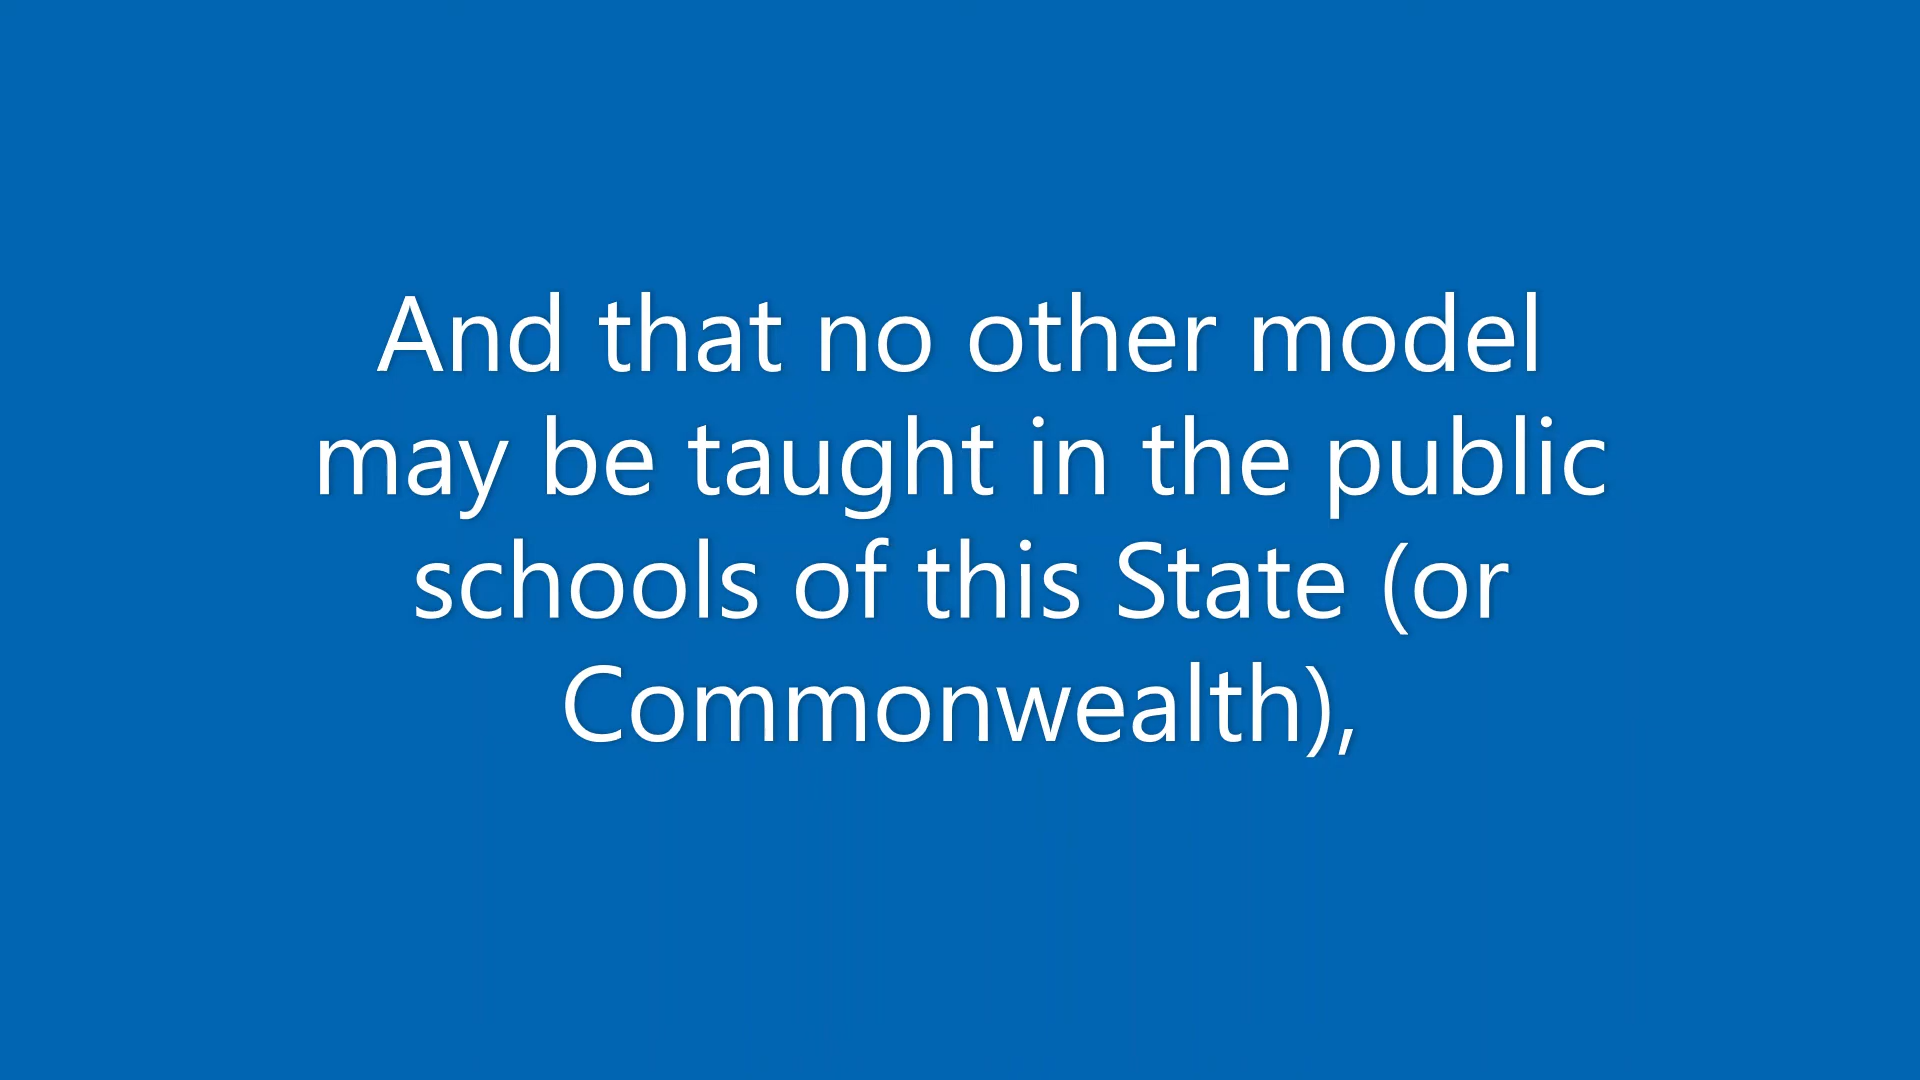 And that no other model
may be taught in the public
schools of this State (or
Commonwealth),